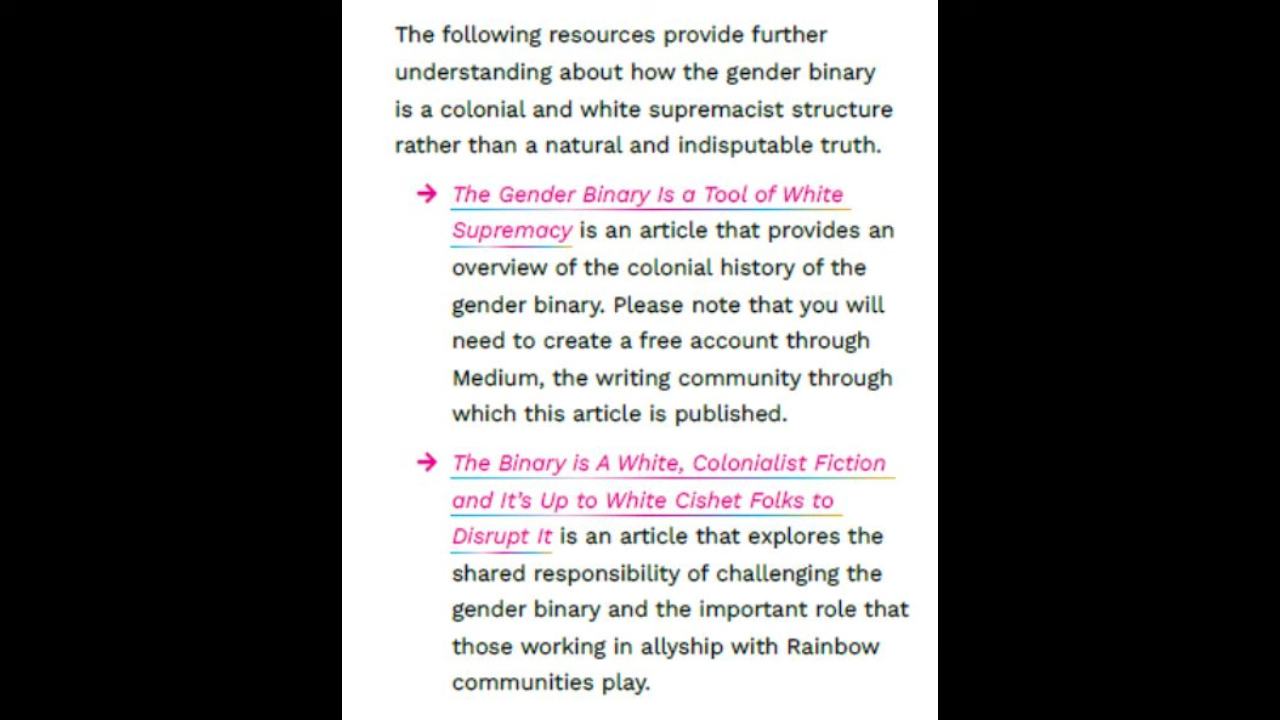 The following resources provide further
understanding about how the gender binary
is a colonial and white supremacist structure
rather than a natural and indisputable truth.
→ The Gender Binary Is a Tool of White
Supremacy is an article that provides an
overview of the colonial history of the
gender binary. Please note that you will
need to create a free account through
Medium, the writing community through
which this article is published.
→ The Binary is A White, Colonialist Fiction
and It's Up to White Cishet Folks to
Disrupt It is an article that explores the
shared responsibility of challenging the
gender binary and the important role that
those working in allyship with Rainbow
communities play.